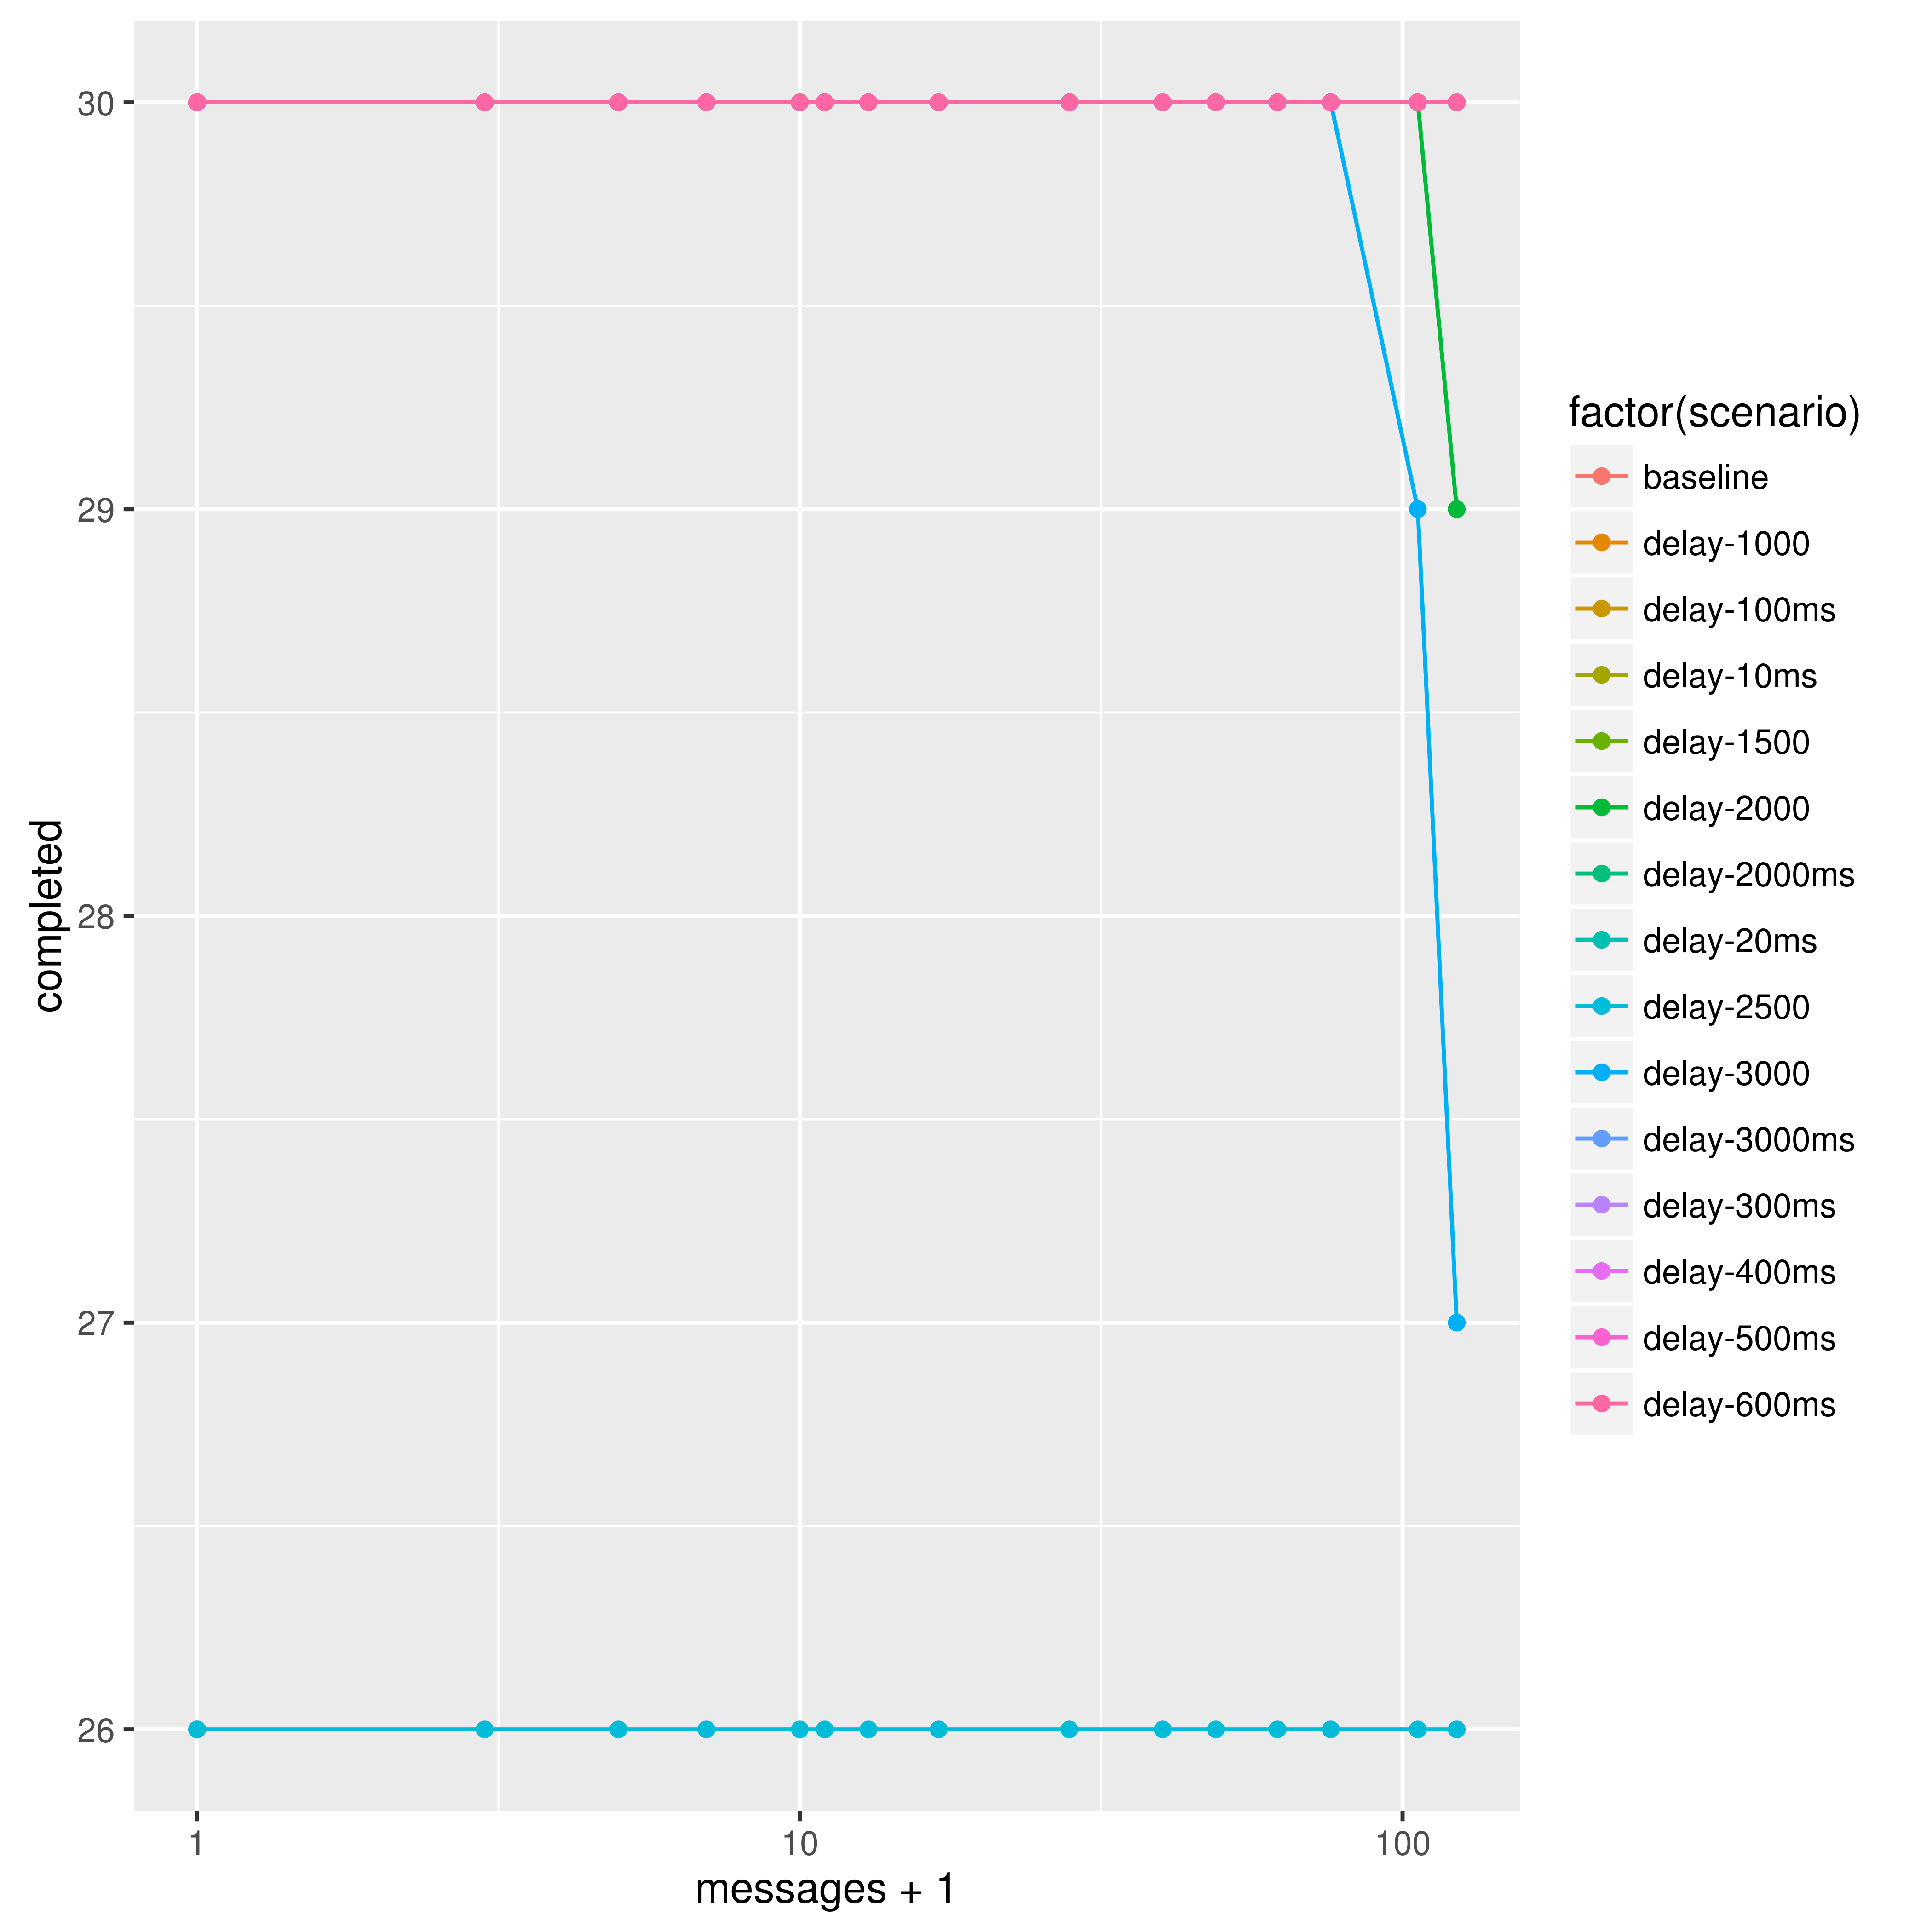 30
29
28
27
26
completed
1
10
100
messages + 1
factor(scenario)
baseline
delay-1000
delay-100ms
delay-10ms
delay-1500
delay-2000
delay-2000ms
delay-20ms
delay-2500
delay-3000
delay-3000ms
delay-300ms
delay-400ms
delay-500ms
delay-600ms